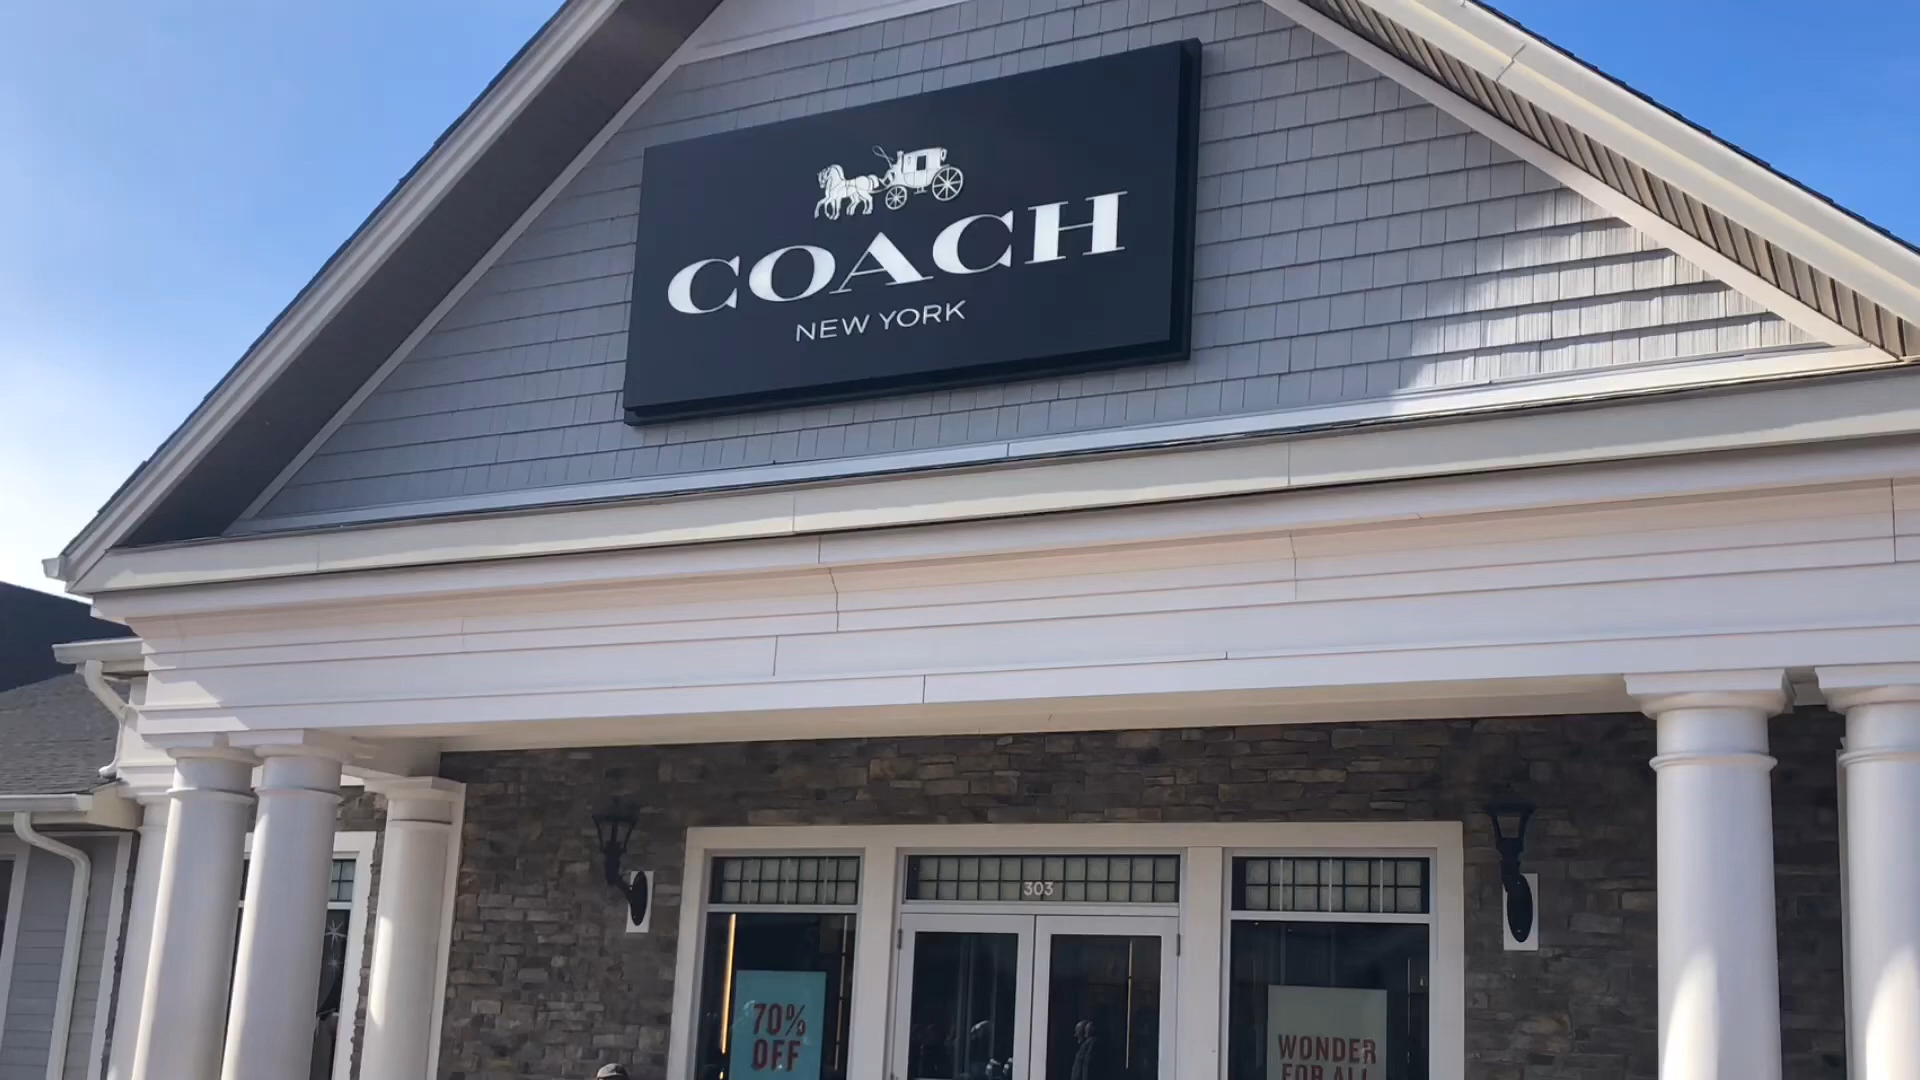 COACH
NEW YORK
303
70%
OFF
WONDER
FOR ALL